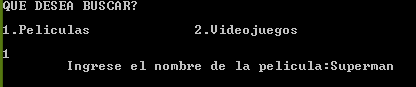 QUE DESEA BUSCAR?
1.Peliculas 2.Videojuegos
1
Ingrese el nombre de la pelicula:Superman